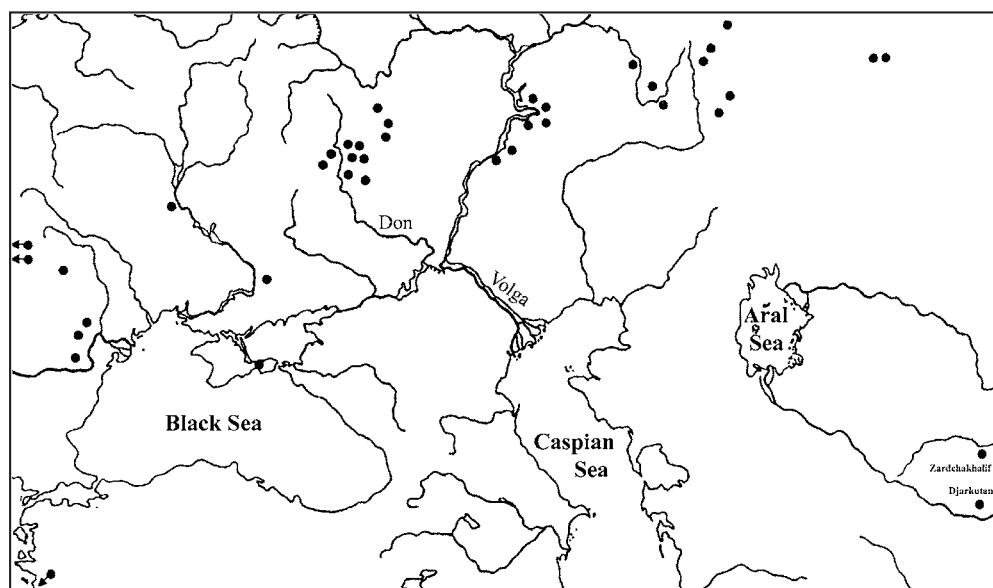 Don
Volga
Aral
Sea
Black Sea
Caspian
Sea
Zardchakhalif
Djarkutan